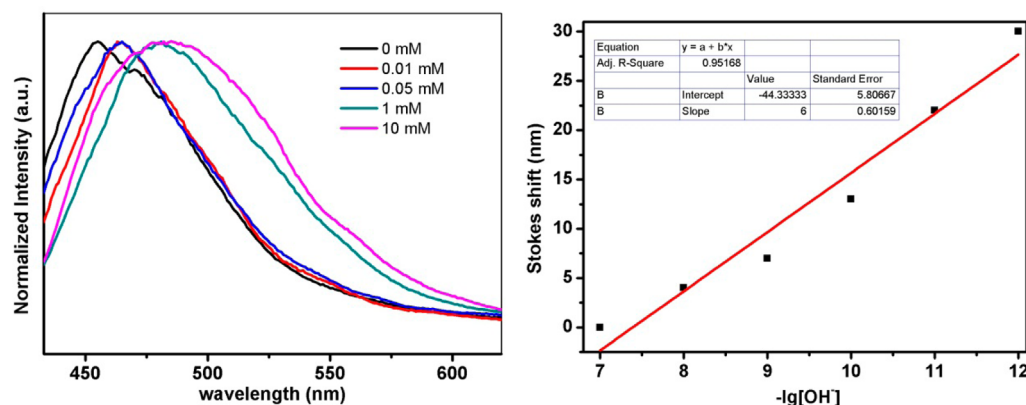 Normalized Intensity (a.u.)
0 mM
0.01 mM
0.05 mM
1 mM
10 mM
450 500 550 600
wavelength (nm)
Stokes shift (nm)
30
25
20
15
10
5
0
Equation y = a + b*x
Adj. R-Square 0.95168
Value Standard Error
B Intercept -44.33333 5.80667
B Slope 6 0.60159
7 8 9 10 11 12
-lg[OH⁻]